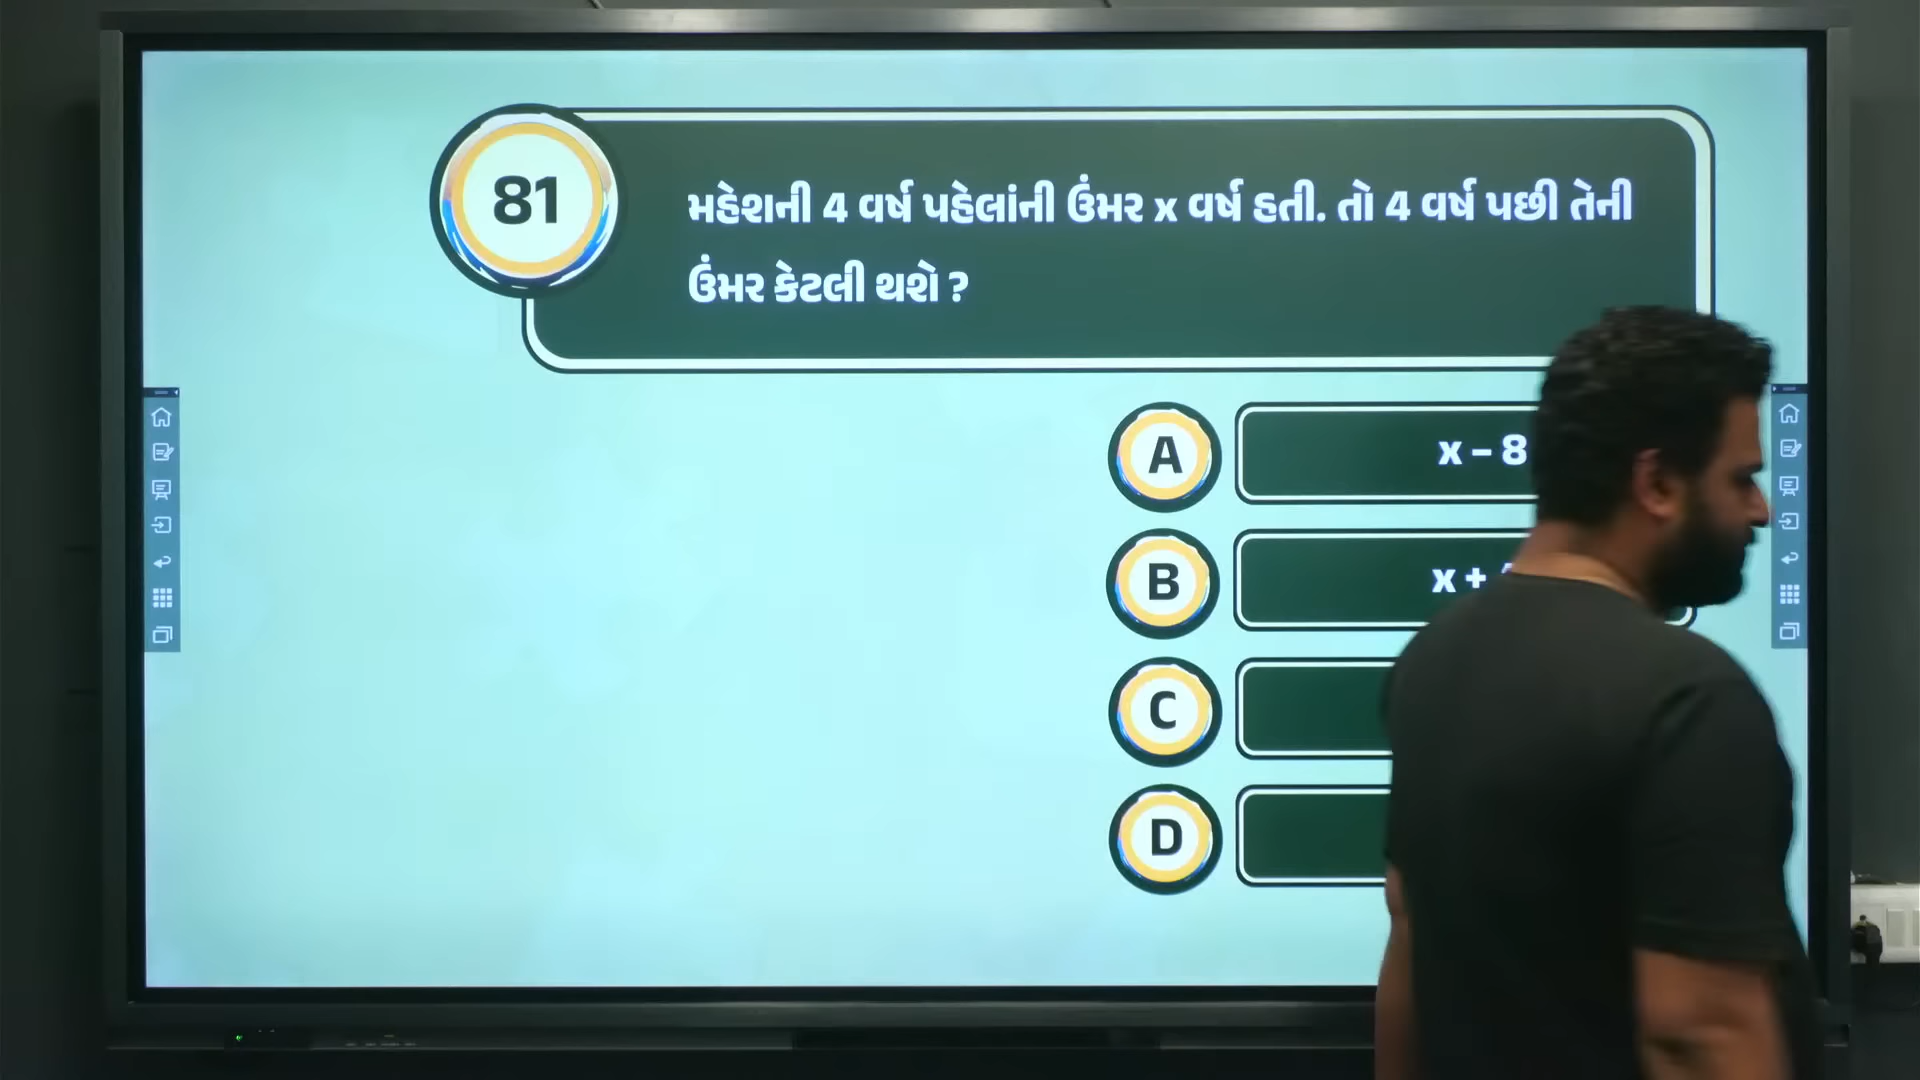 81
મહેશની 4 વર્ષ પહેલાંની ઉંમર x વર્ષ હતી. તો 4 વર્ષ પછી તેની
ઉંમર કેટલી થશે ?
A
x – 8
B
x +
C
D